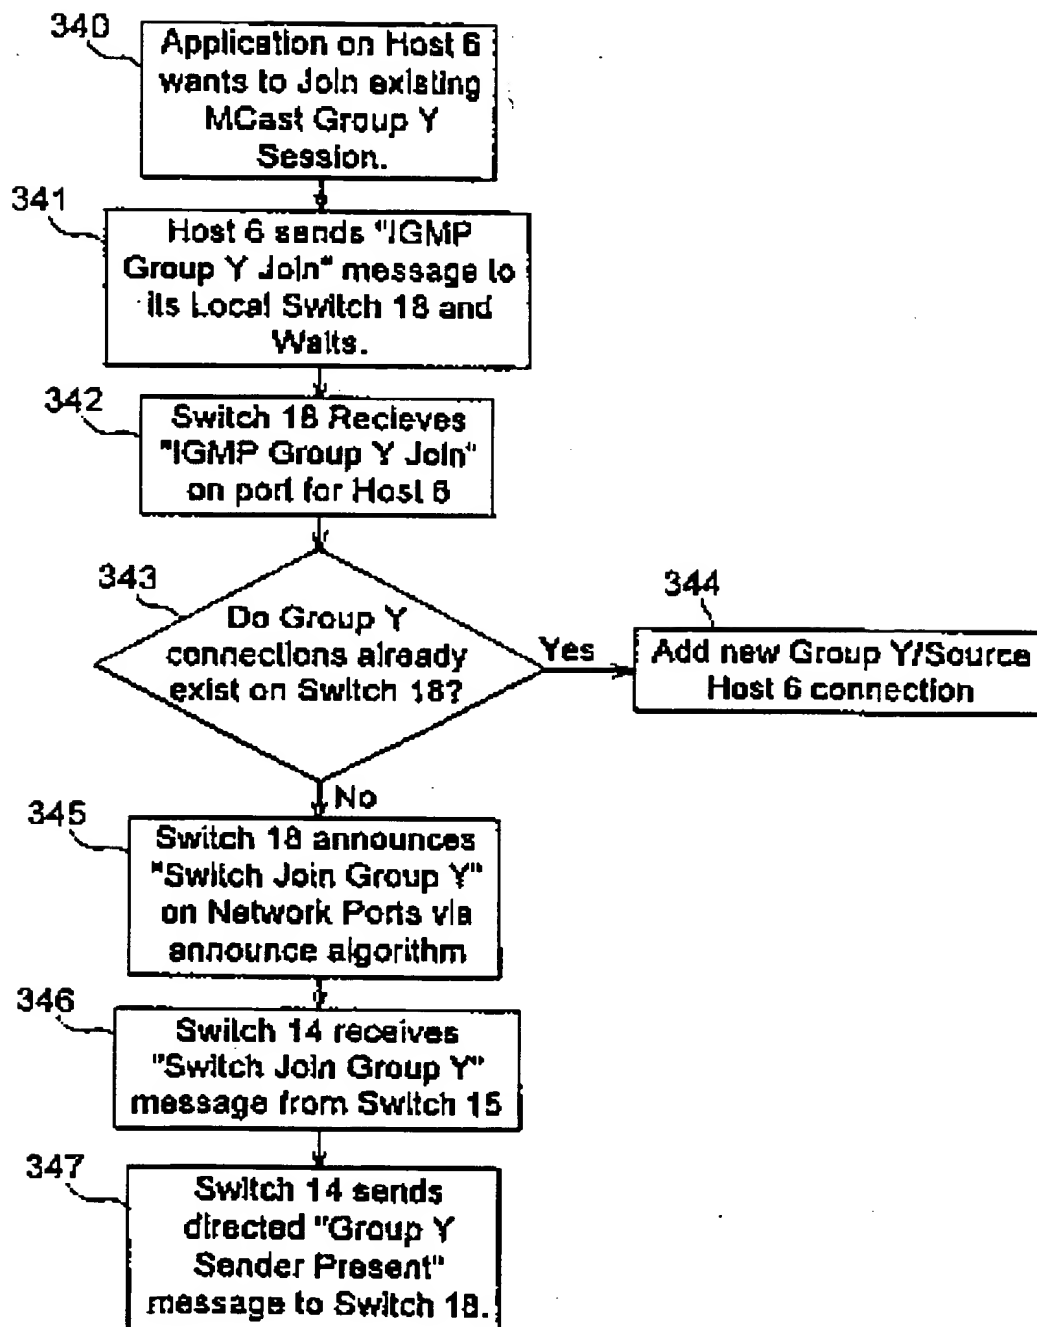 340
Application on Host 6
wants to Join existing
MCast Group Y
Session.
341
Host 6 sends "IGMP
Group Y Join" message to
its Local Switch 18 and
Waits.
342
Switch 18 Recieves
"IGMP Group Y Join"
on port for Host 6
343
Do Group Y
connections already
exist on Switch 18?
Yes
344
Add new Group Y/Source
Host 6 connection
No
345
Switch 18 announces
"Switch Join Group Y"
on Network Ports via
announce algorithm
346
Switch 14 receives
"Switch Join Group Y"
message from Switch 15
347
Switch 14 sends
directed "Group Y
Sender Present"
message to Switch 18.